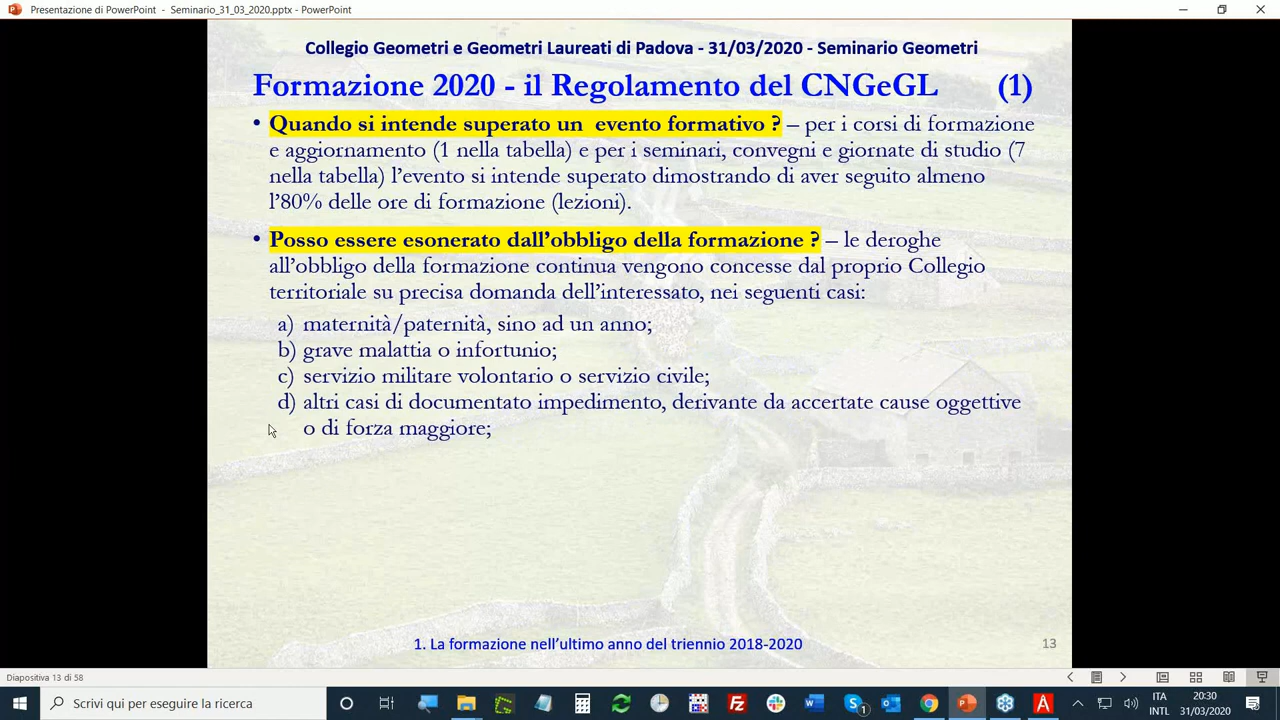 Presentazione di PowerPoint - Seminario_31_03_2020.pptx - PowerPoint
Collegio Geometri e Geometri Laureati di Padova - 31/03/2020 - Seminario Geometri
Formazione 2020 - il Regolamento del CNGeGL (1)
• Quando si intende superato un evento formativo ? – per i corsi di formazione
e aggiornamento (1 nella tabella) e per i seminari, convegni e giornate di studio (7
nella tabella) l'evento si intende superato dimostrando di aver seguito almeno
l'80% delle ore di formazione (lezioni).
• Posso essere esonerato dall'obbligo della formazione ? – le deroghe
all'obbligo della formazione continua vengono concesse dal proprio Collegio
territoriale su precisa domanda dell'interessato, nei seguenti casi:
a) maternità/paternità, sino ad un anno;
b) grave malattia o infortunio;
c) servizio militare volontario o servizio civile;
d) altri casi di documentato impedimento, derivante da accertate cause oggettive
o di forza maggiore;
1. La formazione nell'ultimo anno del triennio 2018-2020
13
Diapositiva 13 di 58
Scrivi qui per eseguire la ricerca
ITA
INTL
20:30
31/03/2020